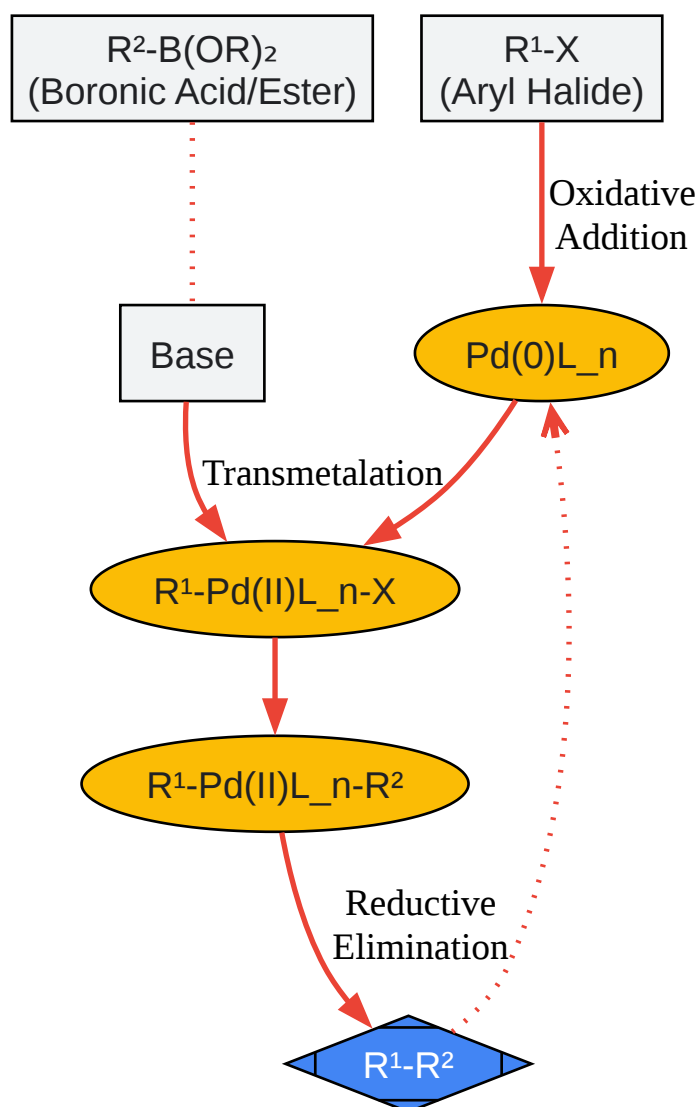 R²-B(OR)₂
(Boronic Acid/Ester)
R¹-X
(Aryl Halide)
Oxidative
Addition
Base
Pd(0)L_n
Transmetalation
R¹-Pd(II)L_n-X
R¹-Pd(II)L_n-R²
Reductive
Elimination
R¹-R²